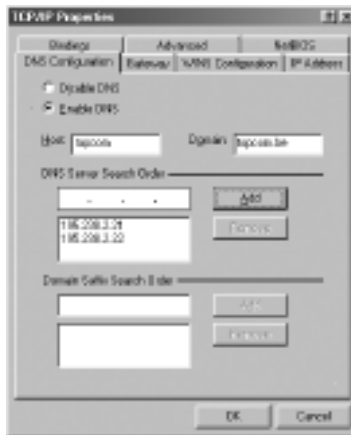 TCP/IP Properties
Bindings Advanced NetBIOS
DNS Configuration Gateway WINS Configuration IP Address
Disable DNS
Enable DNS
Host: Domain:
DNS Server Search Order
Add
Remove
Domain Suffix Search Order
Add
Remove
OK Cancel